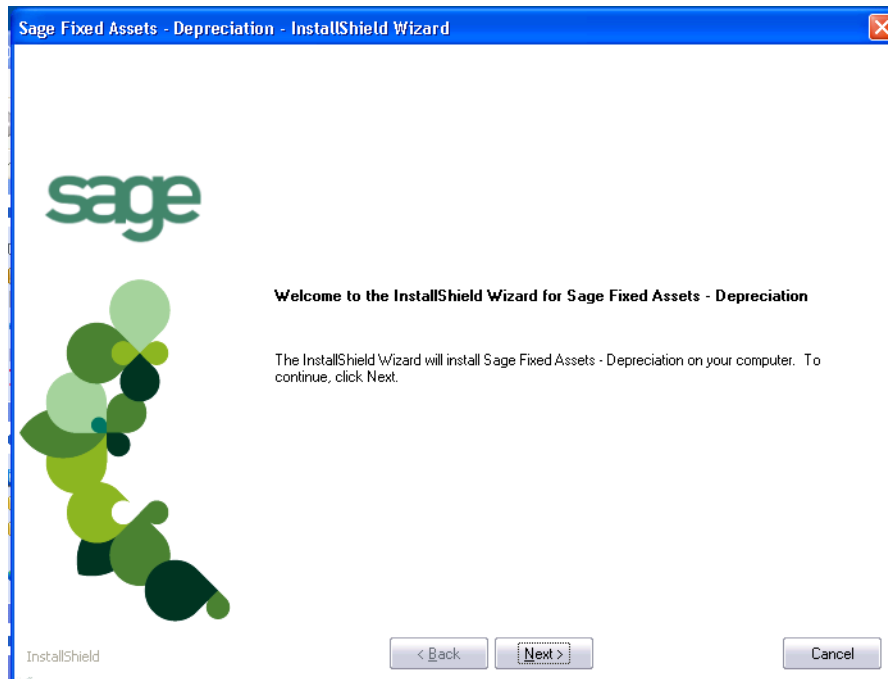 Sage Fixed Assets - Depreciation - InstallShield Wizard
sage
Welcome to the InstallShield Wizard for Sage Fixed Assets - Depreciation
The InstallShield Wizard will install Sage Fixed Assets - Depreciation on your computer. To
continue, click Next.
InstallShield
< Back
Next >
Cancel